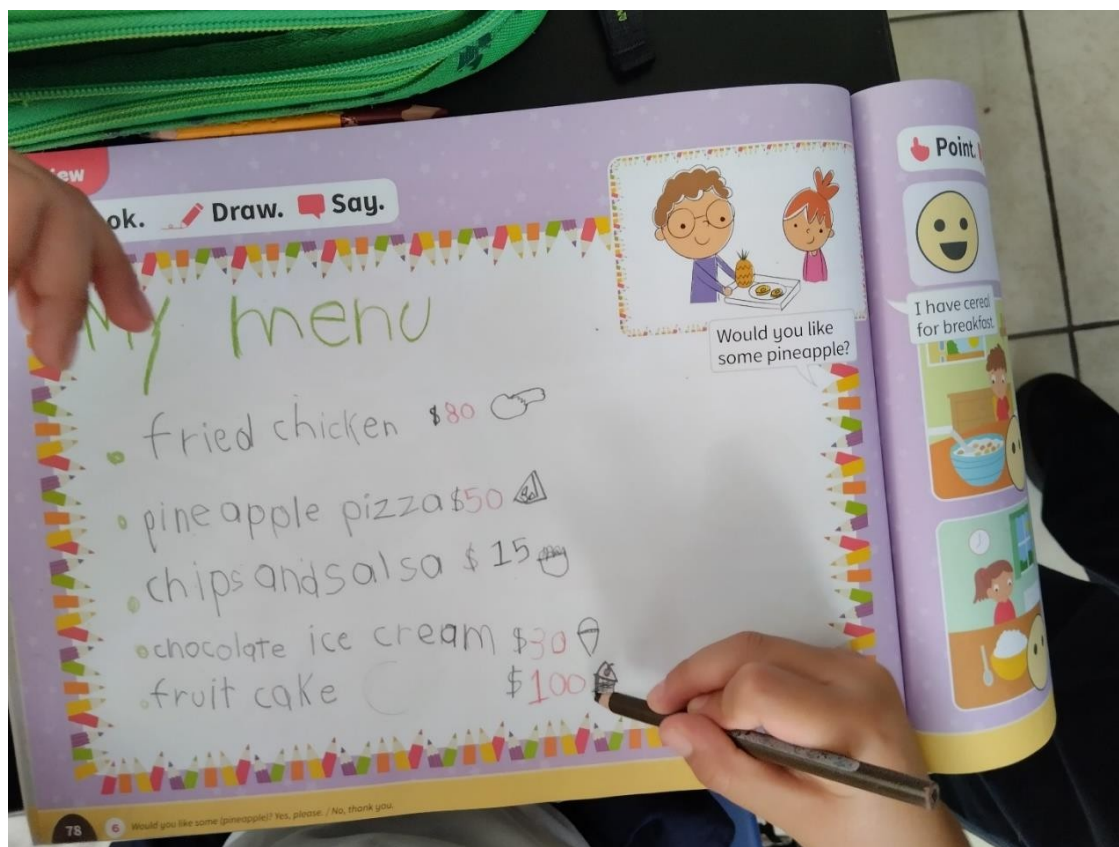 ew
ok. Draw. Say.
My menu
fried chicken $80
pineapple pizza $50
chips and salsa $ 15
chocolate ice cream $30
fruit cake $100
Would you like
some pineapple?
78 6 Would you like some (pineapple)? Yes, please. / No, thank you.
Point.
I have cereal
for breakfast.